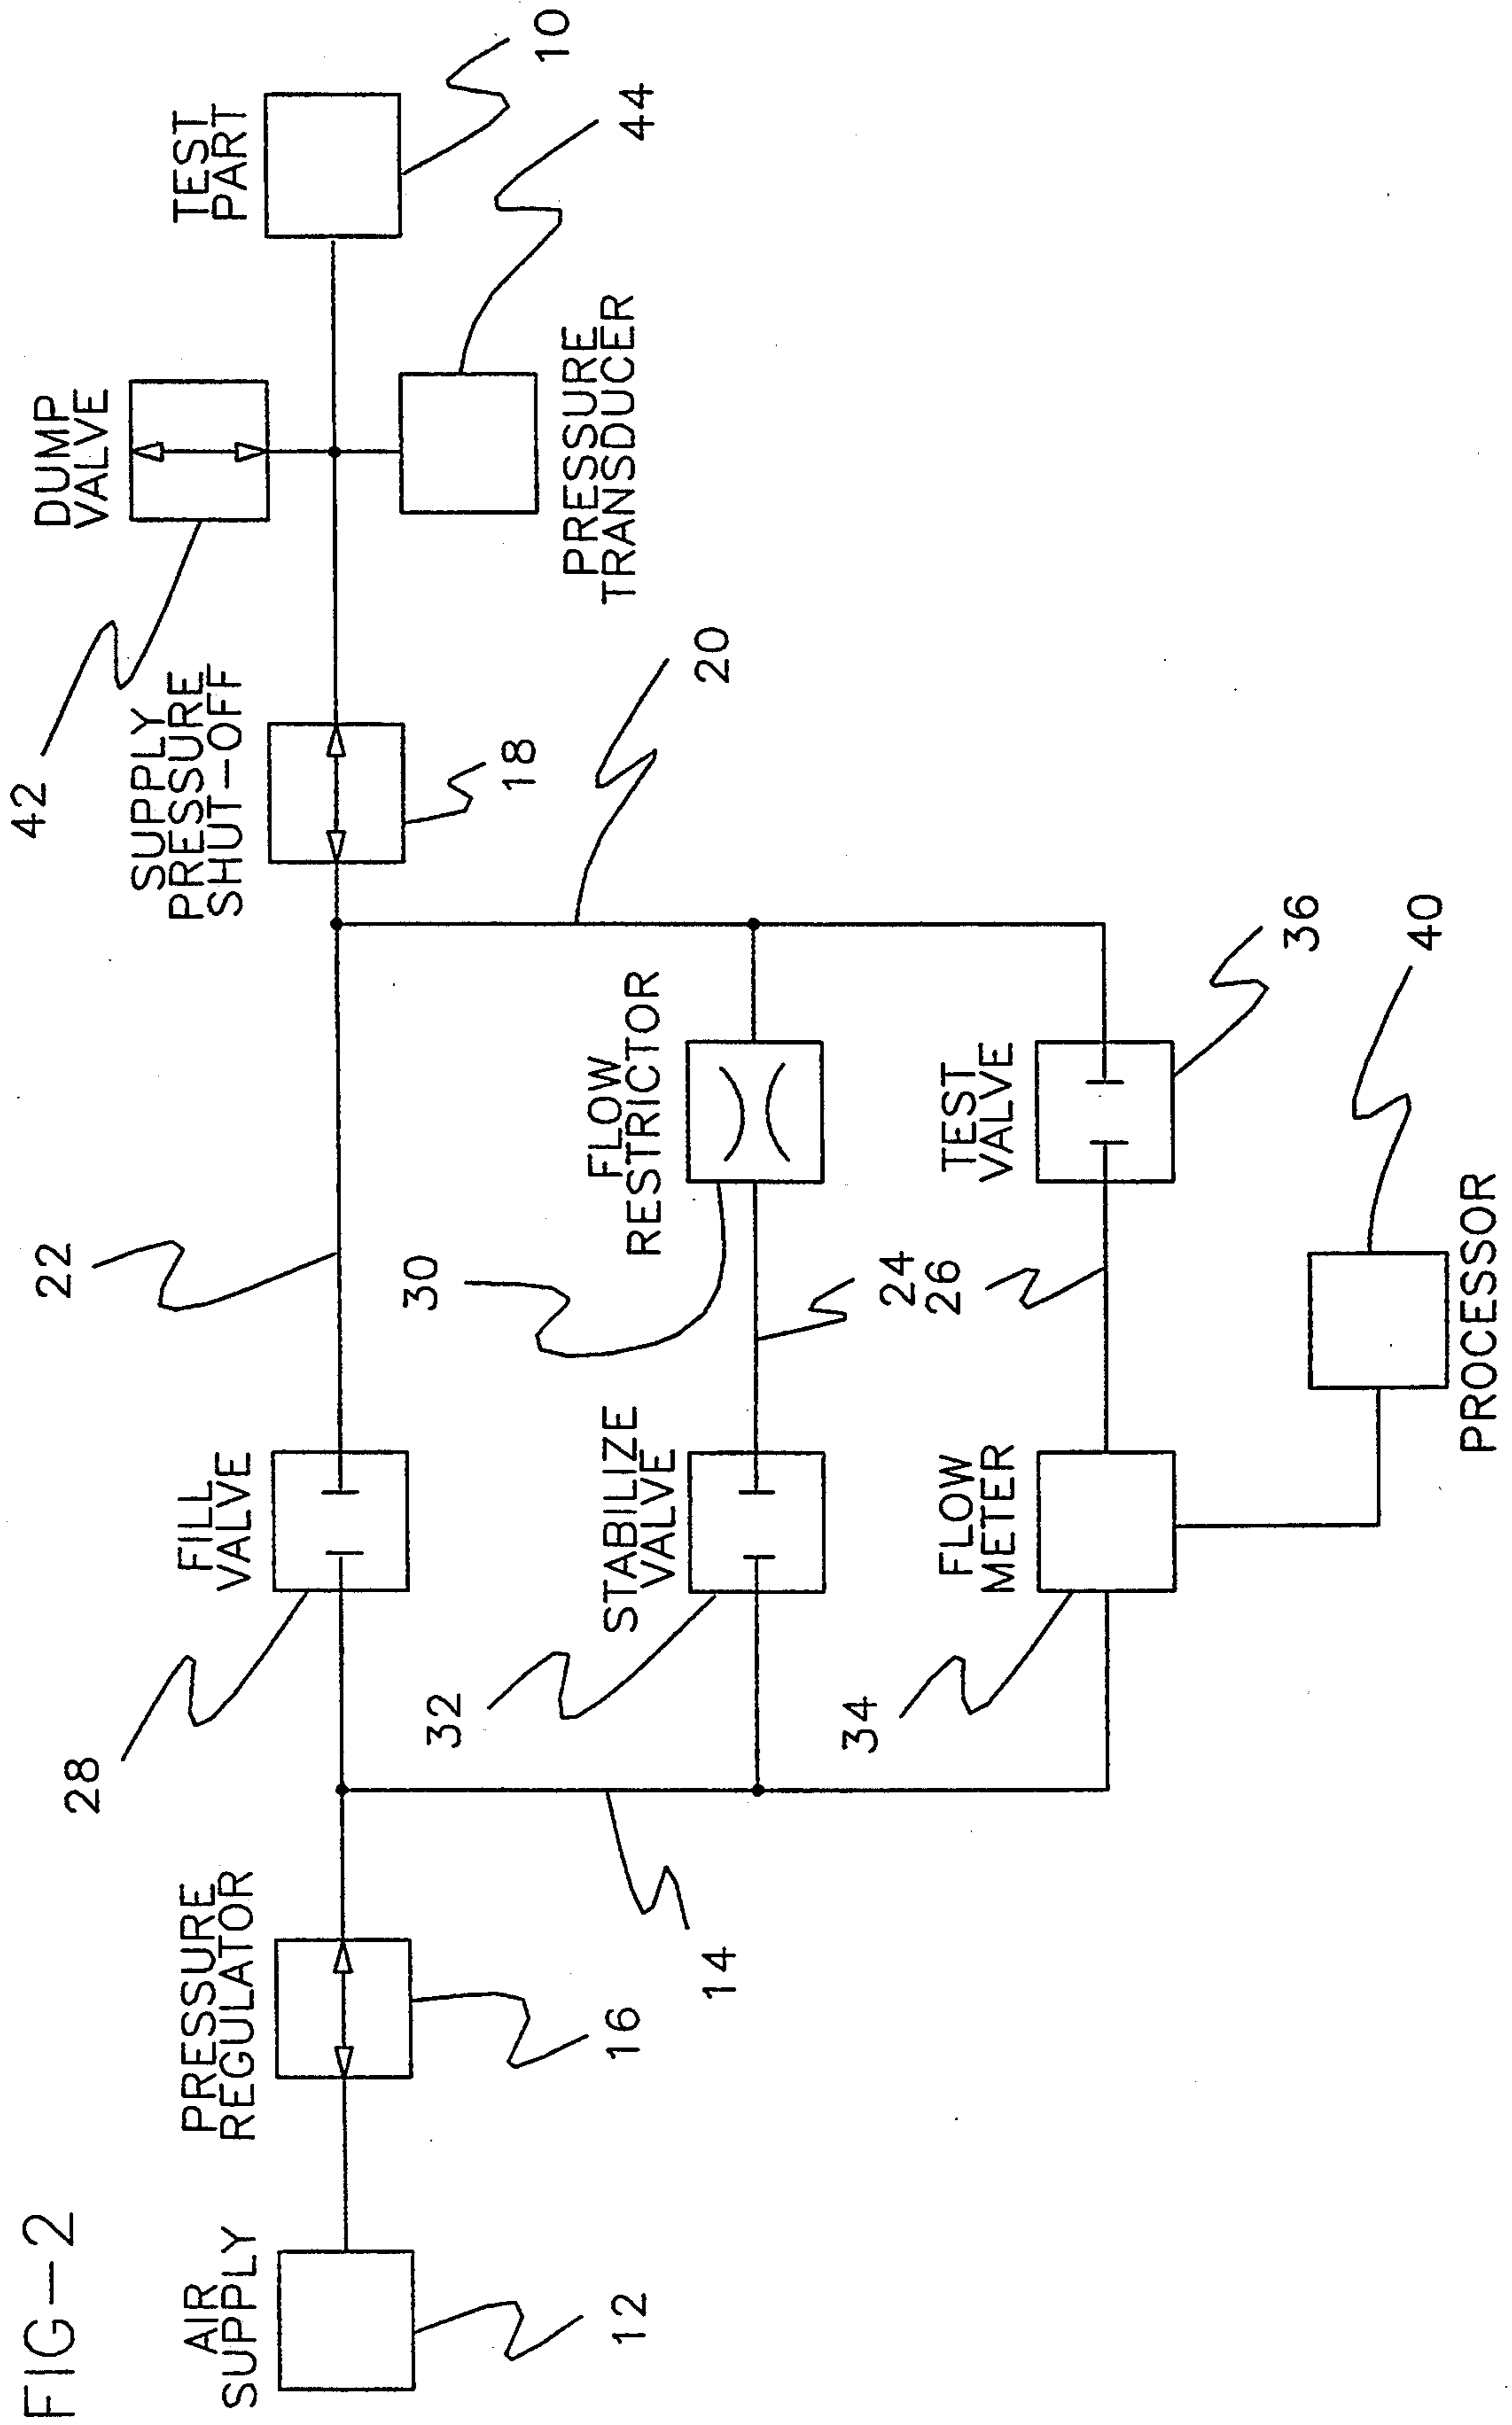 FIG-2
AIR
SUPPLY
12
PRESSURE
REGULATOR
16
14
28
FILL
VALVE
22
32
STABILIZE
VALVE
30
FLOW
RESTRICTOR
24
34
FLOW
METER
26
TEST
VALVE
36
PROCESSOR
40
20
SUPPLY
PRESSURE
SHUT-OFF
18
42
DUMP
VALVE
PRESSURE
TRANSDUCER
44
TEST
PART
10